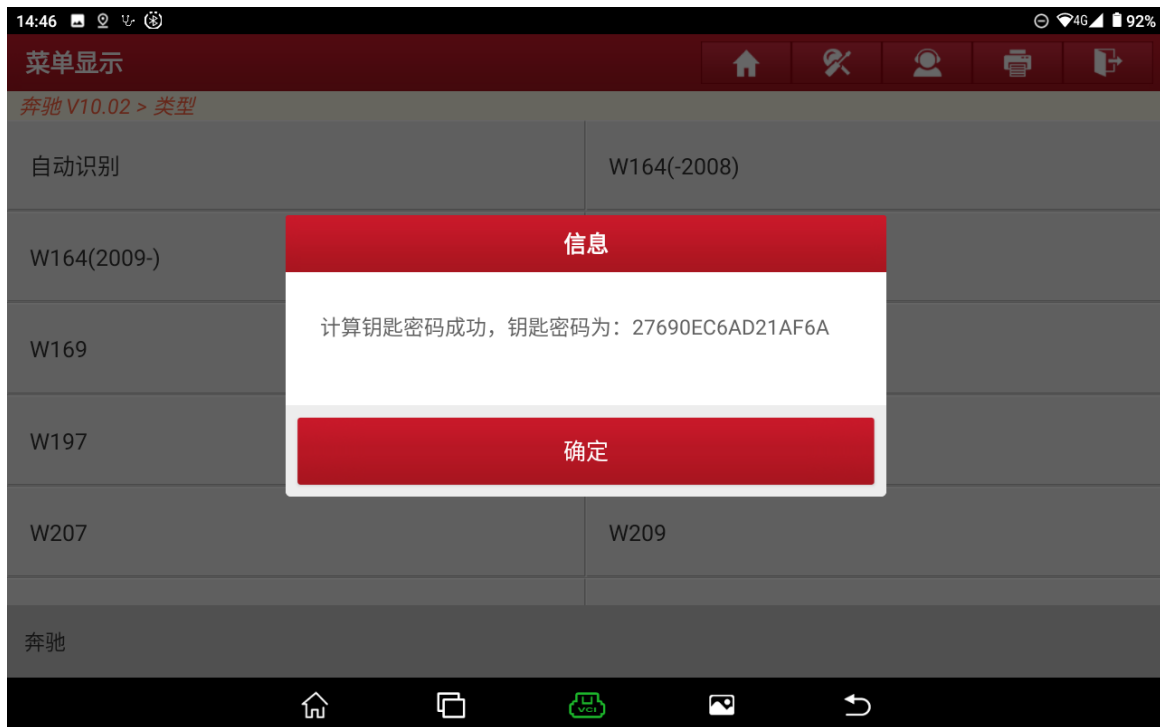 14:46
4G 92%
菜单显示
奔驰 V10.02 > 类型
自动识别
W164(-2008)
W164(2009-)
信息
计算钥匙密码成功，钥匙密码为：27690EC6AD21AF6A
W169
W197
确定
W207
W209
奔驰
VCI